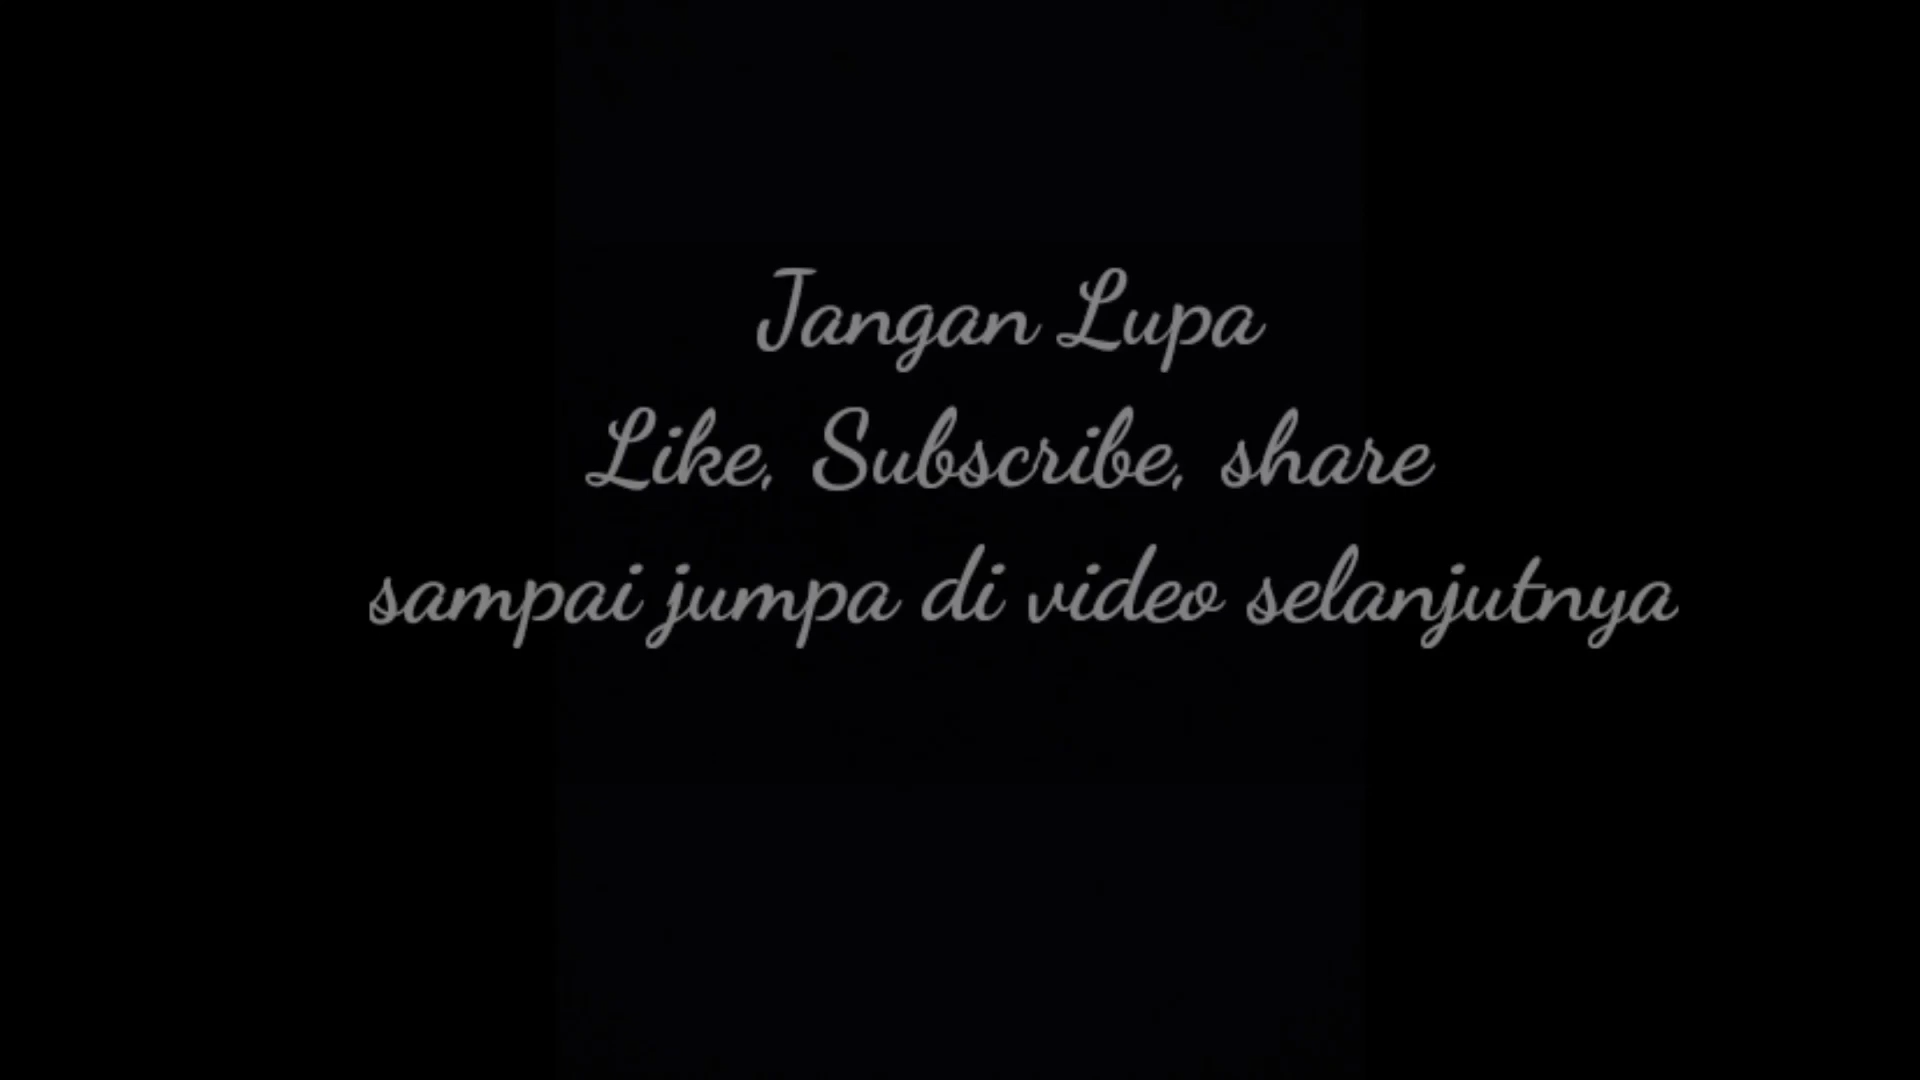 Jangan Lupa
Like, Subscribe, share
sampai jumpa di video selanjutnya